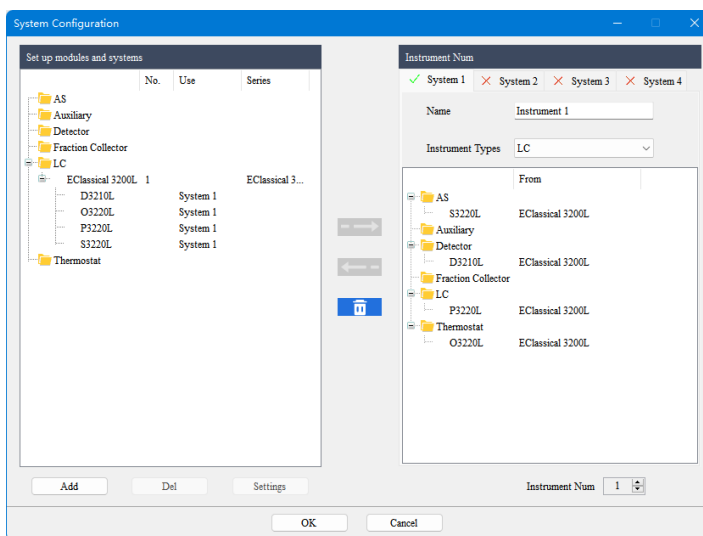 System Configuration
Set up modules and systems
No. Use Series
AS
Auxiliary
Detector
Fraction Collector
LC
EClassical 3200L 1 EClassical 3...
D3210L System 1
O3220L System 1
P3220L System 1
S3220L System 1
Thermostat
Add Del Settings
Instrument Num
System 1 System 2 System 3 System 4
Name Instrument 1
Instrument Types LC
From
AS
S3220L EClassical 3200L
Auxiliary
Detector
D3210L EClassical 3200L
Fraction Collector
LC
P3220L EClassical 3200L
Thermostat
O3220L EClassical 3200L
Instrument Num 1
OK Cancel